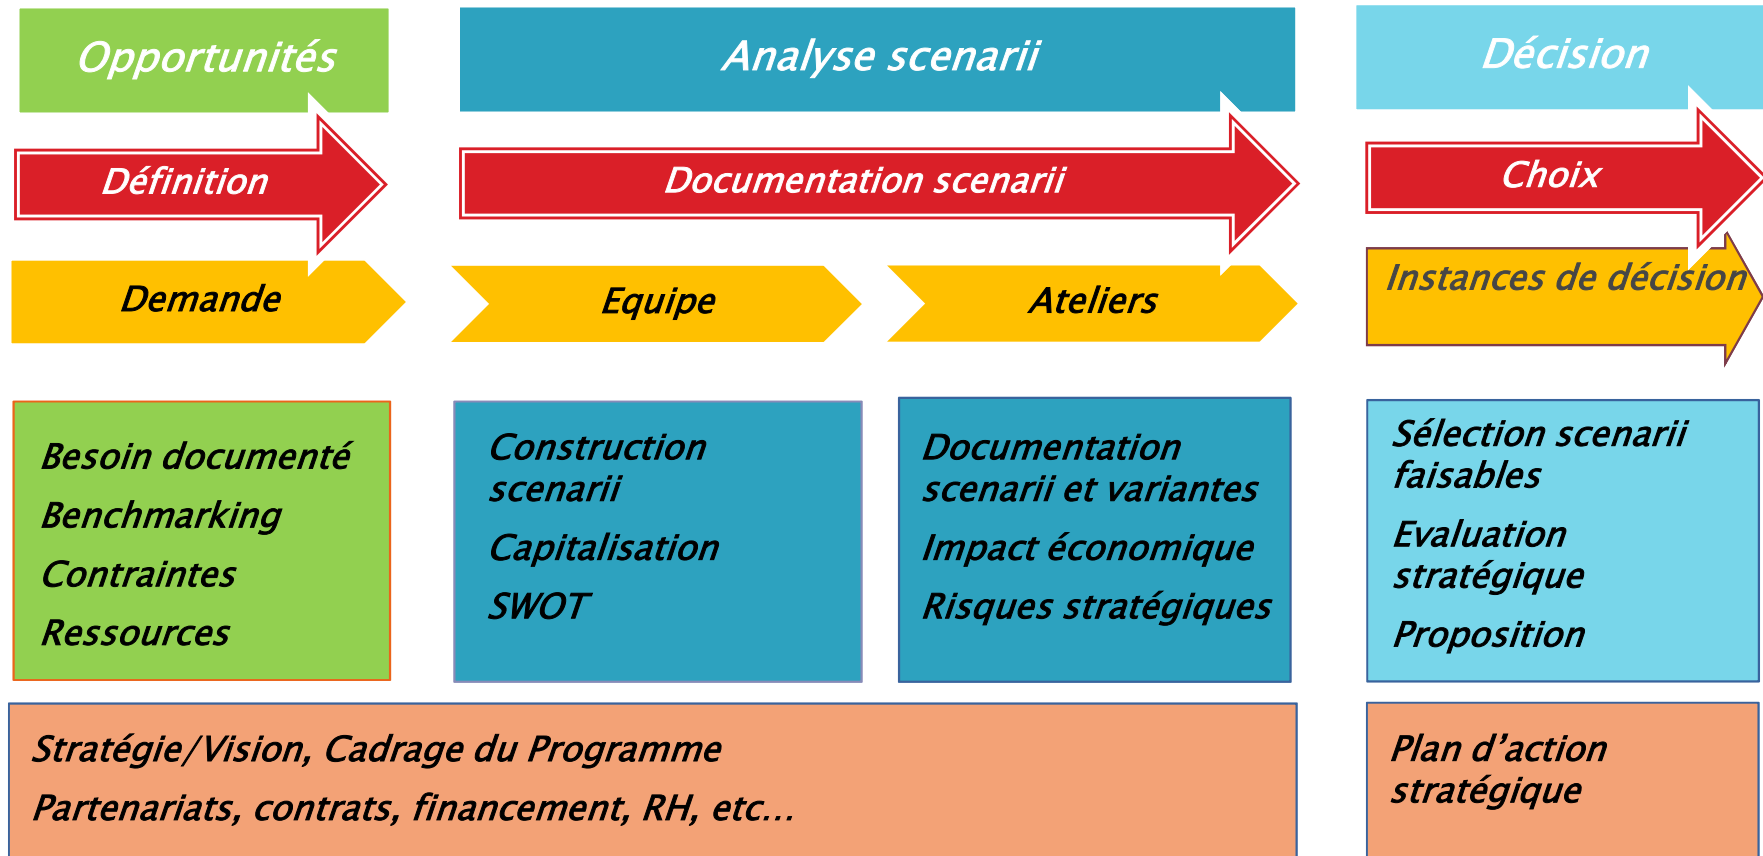 Opportunités
Analyse scenarii
Décision
Définition
Documentation scenarii
Choix
Demande
Equipe
Ateliers
Instances de décision
Besoin documenté
Benchmarking
Contraintes
Ressources
Construction
scenarii
Capitalisation
SWOT
Documentation
scenarii et variantes
Impact économique
Risques stratégiques
Sélection scenarii
faisables
Evaluation
stratégique
Proposition
Stratégie/Vision, Cadrage du Programme
Partenariats, contrats, financement, RH, etc...
Plan d’action
stratégique